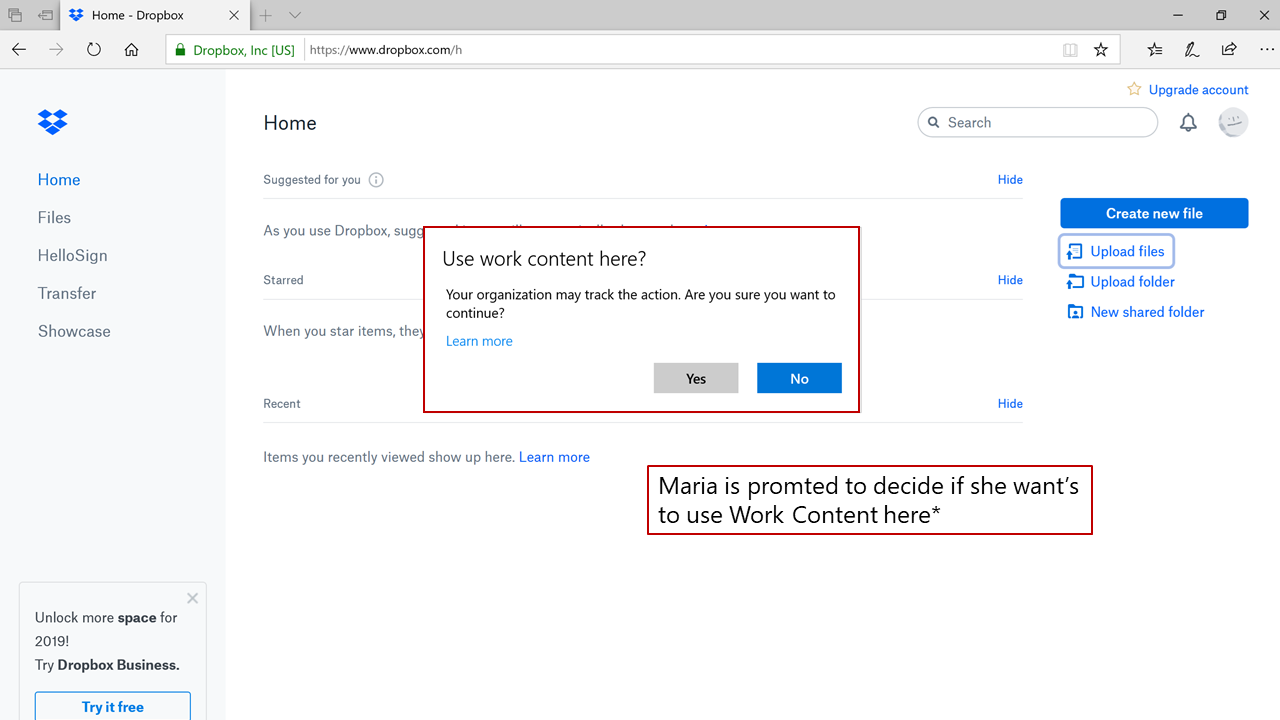 Home - Dropbox
Dropbox, Inc [US]
https://www.dropbox.com/h
Upgrade account
Home
Search
Home
Files
HelloSign
Transfer
Showcase
Suggested for you
Hide
As you use Dropbox, sugg
Starred
Hide
When you star items, they
Recent
Hide
Items you recently viewed show up here. Learn more
Create new file
Upload files
Upload folder
New shared folder
Use work content here?
Your organization may track the action. Are you sure you want to
continue?
Learn more
Yes
No
Maria is promted to decide if she want’s
to use Work Content here*
Unlock more space for
2019!
Try Dropbox Business.
Try it free